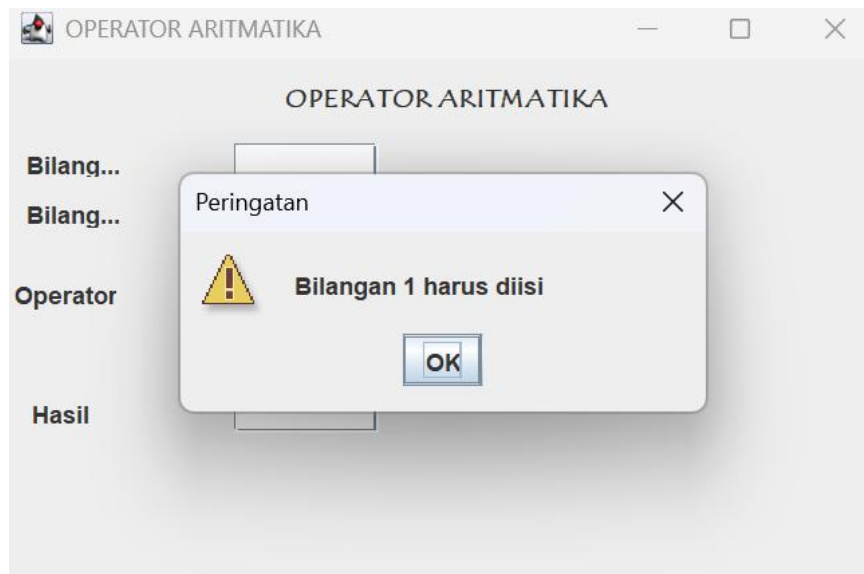 OPERATOR ARITMATIKA
OPERATOR ARITMATIKA
Bilang...
Bilang...
Operator
Hasil
Peringatan
Bilangan 1 harus diisi
OK